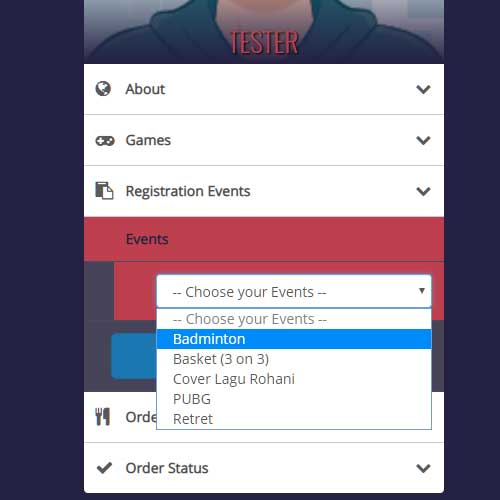 TESTER
About
Games
Registration Events
Events
-- Choose your Events --
-- Choose your Events --
Badminton
Basket (3 on 3)
Cover Lagu Rohani
PUBG
Retret
Orde
Order Status